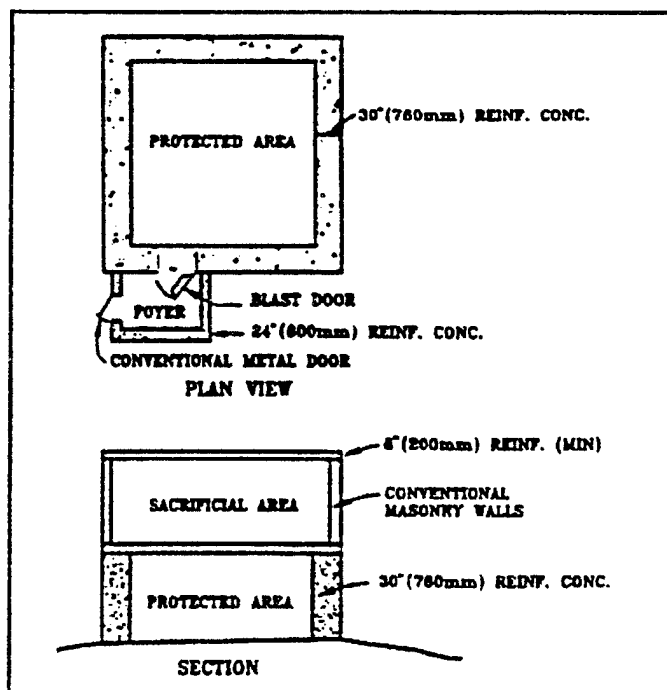 30"(760mm) REINF. CONC.
PROTECTED AREA
BLAST DOOR
FOYER
24"(600mm) REINF. CONC.
CONVENTIONAL METAL DOOR
PLAN VIEW
8"(200mm) REINF. (MIN)
SACRIFICIAL AREA
CONVENTIONAL
MASONRY WALLS
30"(760mm) REINF. CONC.
PROTECTED AREA
SECTION